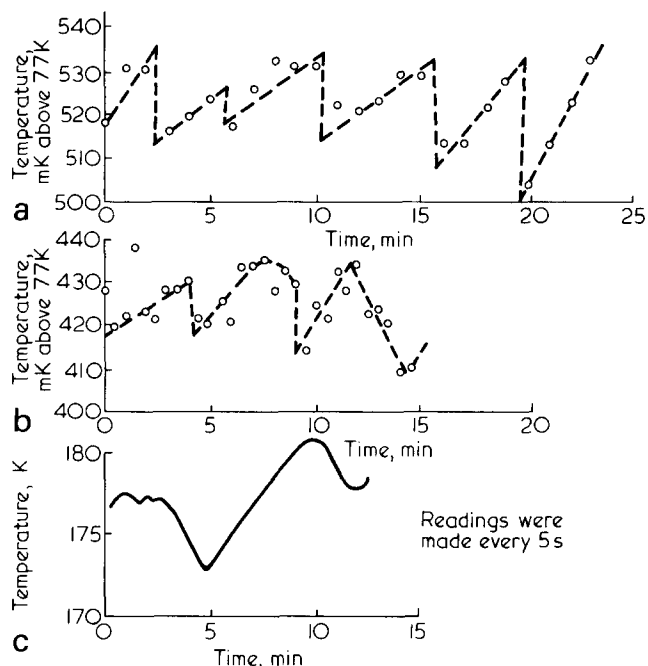 Temperature,
mK above 77K
540
530
520
510
500
0
5
10
15
20
25
Time, min
a
Temperature,
mK above 77K
440
430
420
410
400
0
5
10
15
20
Time, min
b
Temperature, K
180
175
170
0
5
10
15
Time, min
Readings were
made every 5s
c